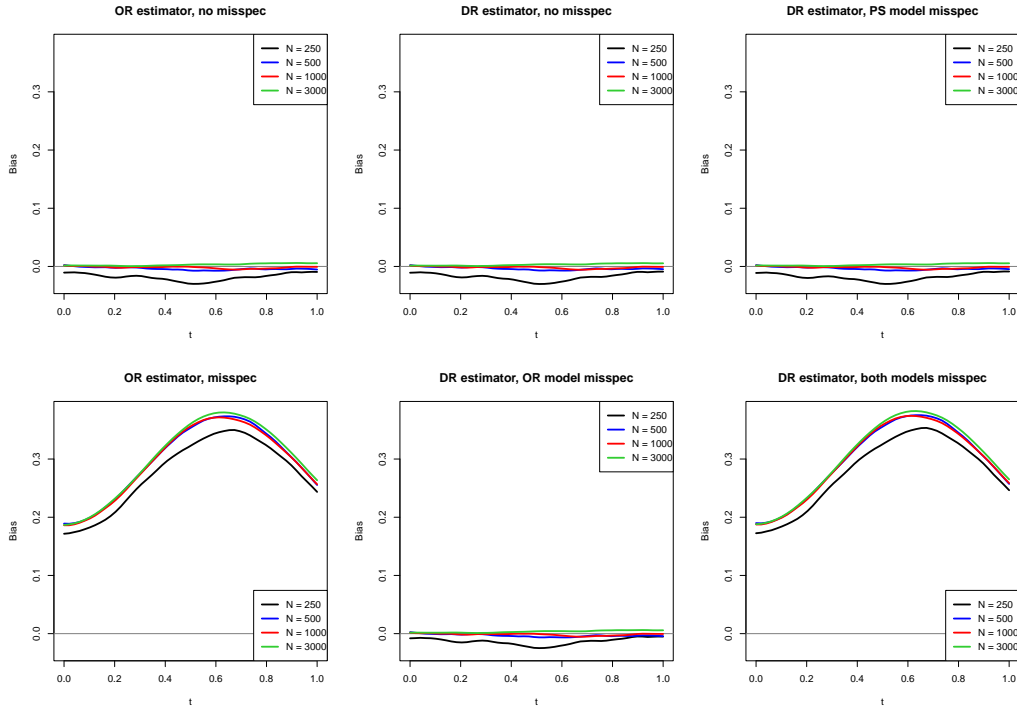 OR estimator, no misspec
Bias
0.0 0.1 0.2 0.3
N = 250
N = 500
N = 1000
N = 3000
0.0 0.2 0.4 0.6 0.8 1.0
t
DR estimator, no misspec
Bias
0.0 0.1 0.2 0.3
N = 250
N = 500
N = 1000
N = 3000
0.0 0.2 0.4 0.6 0.8 1.0
t
DR estimator, PS model misspec
Bias
0.0 0.1 0.2 0.3
N = 250
N = 500
N = 1000
N = 3000
0.0 0.2 0.4 0.6 0.8 1.0
t
OR estimator, misspec
Bias
0.0 0.1 0.2 0.3
N = 250
N = 500
N = 1000
N = 3000
0.0 0.2 0.4 0.6 0.8 1.0
t
DR estimator, OR model misspec
Bias
0.0 0.1 0.2 0.3
N = 250
N = 500
N = 1000
N = 3000
0.0 0.2 0.4 0.6 0.8 1.0
t
DR estimator, both models misspec
Bias
0.0 0.1 0.2 0.3
N = 250
N = 500
N = 1000
N = 3000
0.0 0.2 0.4 0.6 0.8 1.0
t